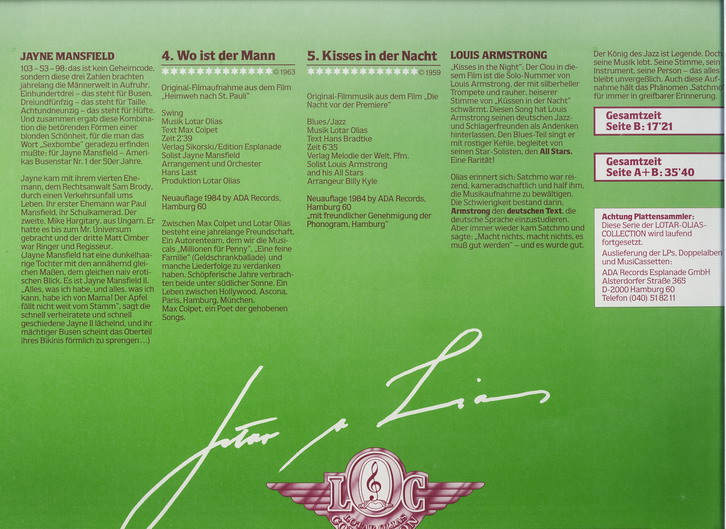 JAYNE MANSFIELD
103 – 53 – 98: das ist kein Geheimcode,
sondern diese drei Zahlen brachten
jahrelang die Männerwelt in Aufruhr.
Einhundertdrei – das steht für Busen.
Dreiundfünfzig – das steht für Taille.
Achtundneunzig – das steht für Hüfte.
Und zusammen ergab diese Kombina-
tion die betörenden Formen einer
blonden Schönheit, für die man das
Wort „Sexbombe" geradezu erfinden
mußte: für Jayne Mansfield – Ameri-
kas Busenstar Nr. 1 der 50er Jahre.
Jayne kam mit ihrem vierten Ehe-
mann, dem Rechtsanwalt Sam Brody,
durch einen Verkehrsunfall ums
Leben. Ihr erster Ehemann war Paul
Mansfield, ihr Schulkamerad. Der
zweite, Mike Hargitary, aus Ungarn. Er
hatte es bis zum Mr. Universum
gebracht und der dritte Matt Cimber
war Ringer und Regisseur.
(Jayne Mansfield hat eine dunkelhaa-
rige Tochter mit den annähernd glei-
chen Maßen, dem gleichen naiv eroti-
schen Blick. Es ist Jayne Mansfield II.
„Alles, was ich habe, und alles, was ich
kann, habe ich von Mama! Der Apfel
fällt nicht weit vom Stamm", sagt die
schnell verheiratete und schnell
geschiedene Jayne II lächelnd, und ihr
mächtiger Busen scheint das Oberteil
ihres Bikinis förmlich zu sprengen...)
4. Wo ist der Mann
© 1963
Original-Filmaufnahme aus dem Film
„Heimweh nach St. Pauli"
Swing
Musik Lotar Olias
Text Max Colpet
Zeit 2'39
Verlag Sikorski/Edition Esplanade
Solist Jayne Mansfield
Arrangement und Orchester
Hans Last
Produktion Lotar Olias
Neuauflage 1984 by ADA Records,
Hamburg 60
Zwischen Max Colpet und Lotar Olias
besteht eine jahrelange Freundschaft.
Ein Autorenteam, dem wir die Musi-
cals „Millionen für Penny", „Eine feine
Familie" (Geldschrankballade) und
manche Liederfolge zu verdanken
haben. Schöpferische Jahre verbrach-
ten beide unter südlicher Sonne. Ein
Leben zwischen Hollywood, Ascona,
Paris, Hamburg, München.
Max Colpet, ein Poet der gehobenen
Songs.
5. Kisses in der Nacht
© 1959
Original-Filmmusik aus dem Film „Die
Nacht vor der Premiere"
Blues/Jazz
Musik Lotar Olias
Text Hans Bradtke
Zeit 6'35
Verlag Melodie der Welt, Ffm.
Solist Louis Armstrong
and his All Stars
Arrangeur Billy Kyle
Neuauflage 1984 by ADA Records,
Hamburg 60
„mit freundlicher Genehmigung der
Phonogram, Hamburg"
LOUIS ARMSTRONG
„Kisses in the Night": Der Clou in die-
sem Film ist die Solo-Nummer von
Louis Armstrong, der mit silberheller
Trompete und rauher, heiserer
Stimme von „Küssen in der Nacht"
schwärmt. Diesen Song hat Louis
Armstrong seinen deutschen Jazz-
und Schlagerfreunden als Andenken
hinterlassen. Den Blues-Teil singt er
mit rostiger Kehle, begleitet von
seinen Star-Solisten, den All Stars.
Eine Rarität!
Olias erinnert sich: Satchmo war rei-
zend, kameradschaftlich und half ihm,
die Musikaufnahme zu bewältigen.
Die Schwierigkeit bestand darin,
Armstrong den deutschen Text, die
deutsche Sprache einzustudieren.
Aber immer wieder kam Satchmo und
sagte: „Macht nichts, macht nichts, es
muß gut werden" – und es wurde gut.
Der König des Jazz ist Legende. Doch
seine Musik lebt. Seine Stimme, sein
Instrument, seine Person – das alles
bleibt unvergeßlich. Auch diese Auf-
nahme hält das Phänomen „Satchmo
für immer in greifbarer Erinnerung.
Gesamtzeit
Seite B: 17'21
Gesamtzeit
Seite A+B: 35'40
Achtung Plattensammler:
Diese Serie der LOTAR-OLIAS-
COLLECTION wird laufend
fortgesetzt.
Auslieferung der LPs, Doppelalben
und MusiCassetten:
ADA Records Esplanade GmbH
Alsterdorfer Straße 365
D-2000 Hamburg 60
Telefon (040) 51 82 11
Lotar Olias
LOC